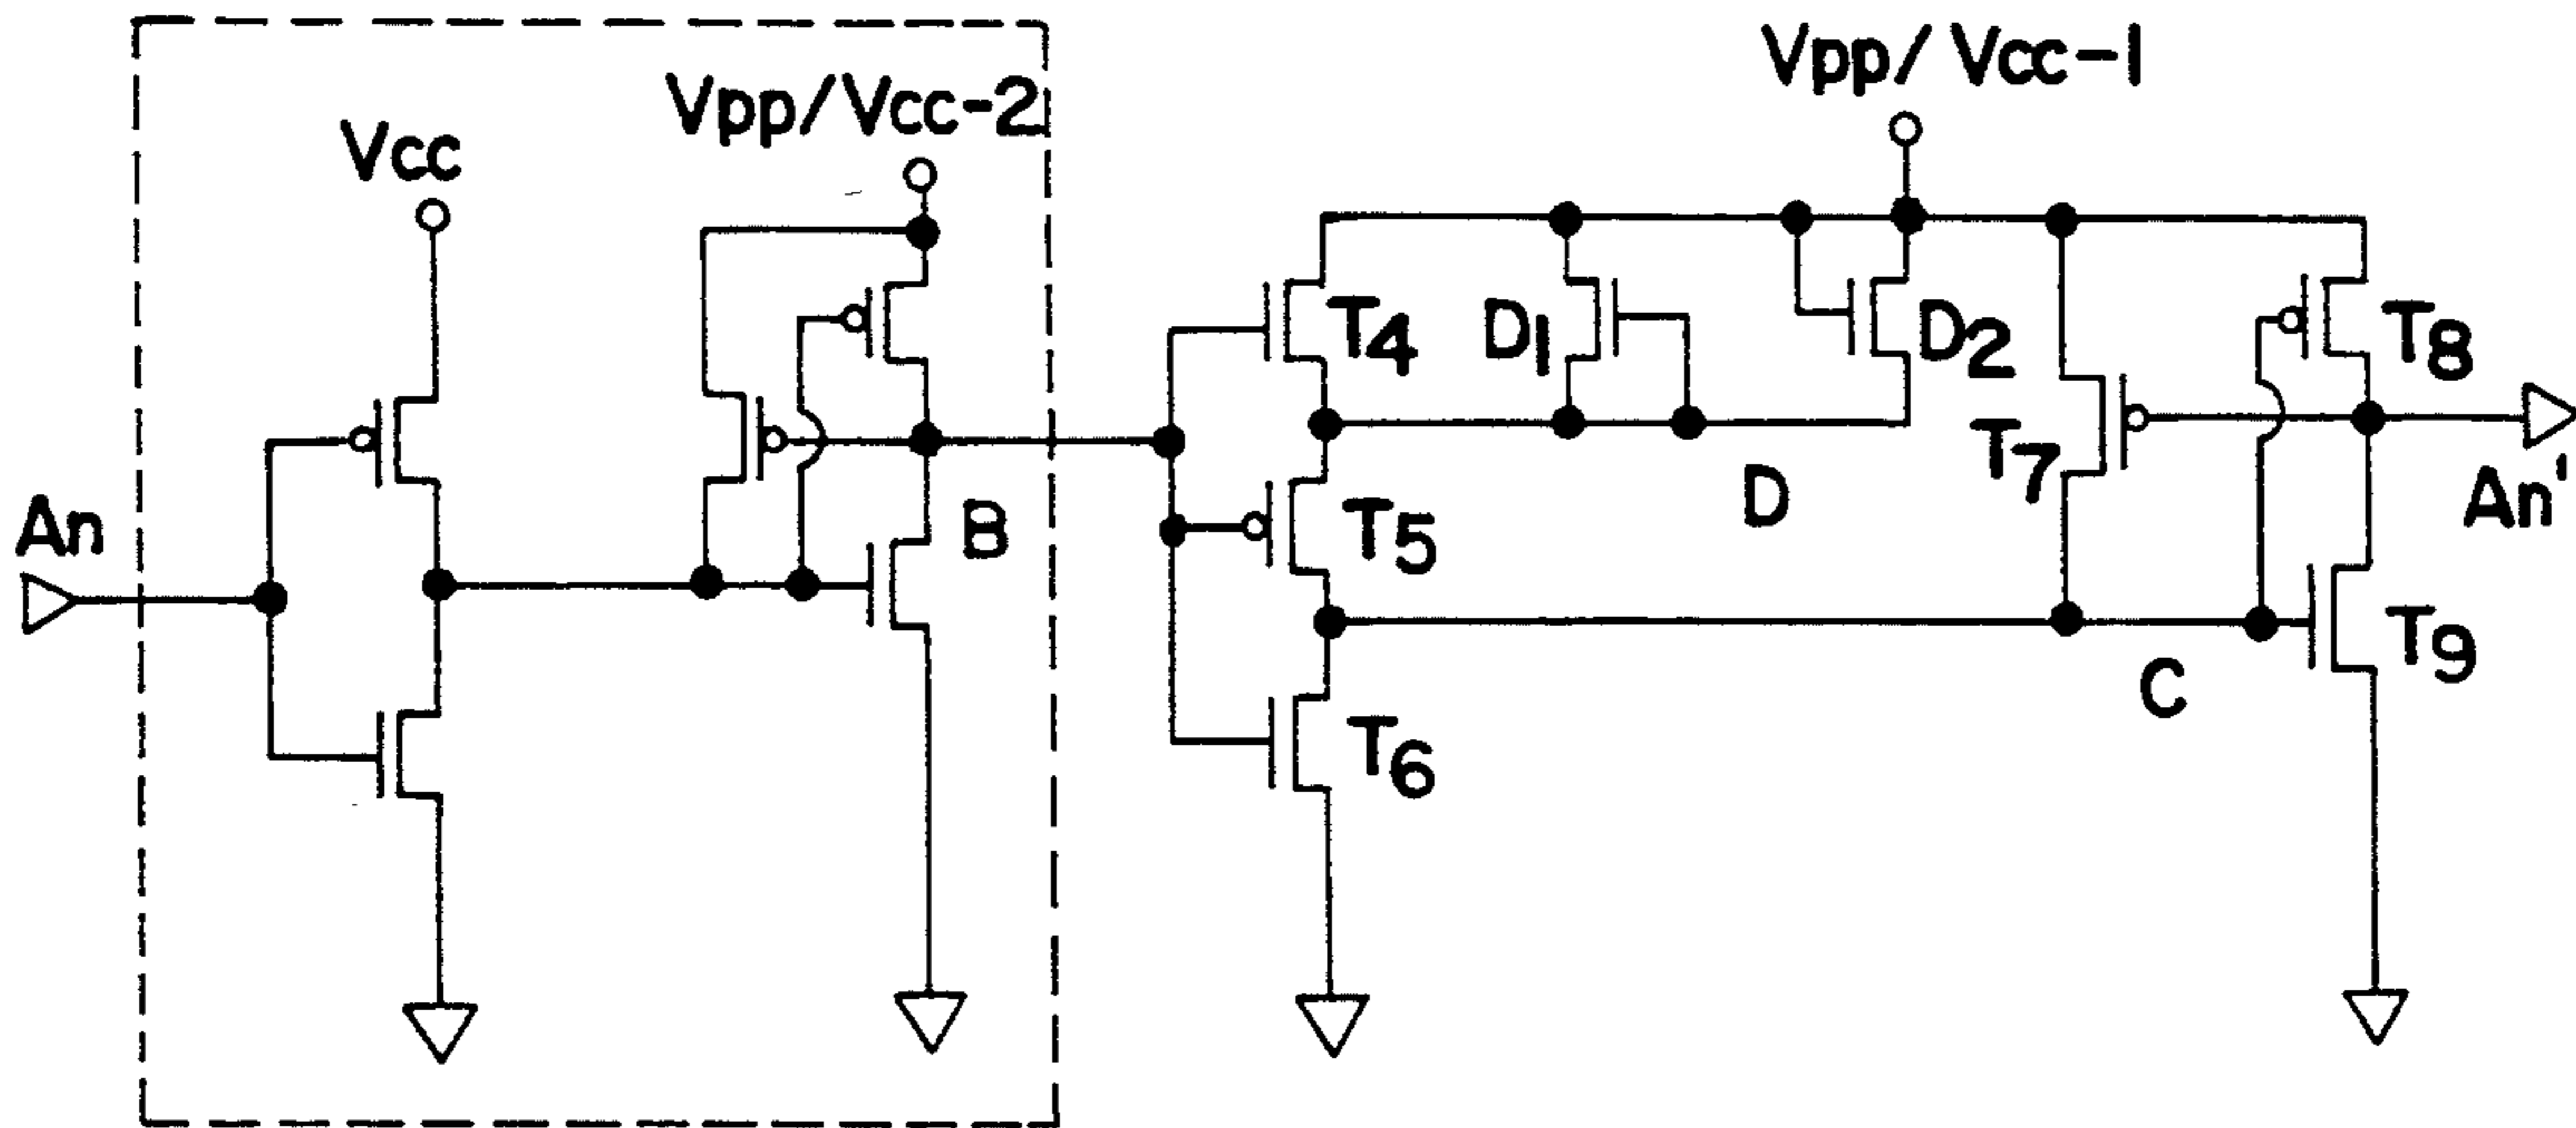 Vpp/Vcc-1
Vpp/Vcc-2
Vcc
T4
D1
D2
T8
An
B
T5
D
T7
An'
T6
C
T9